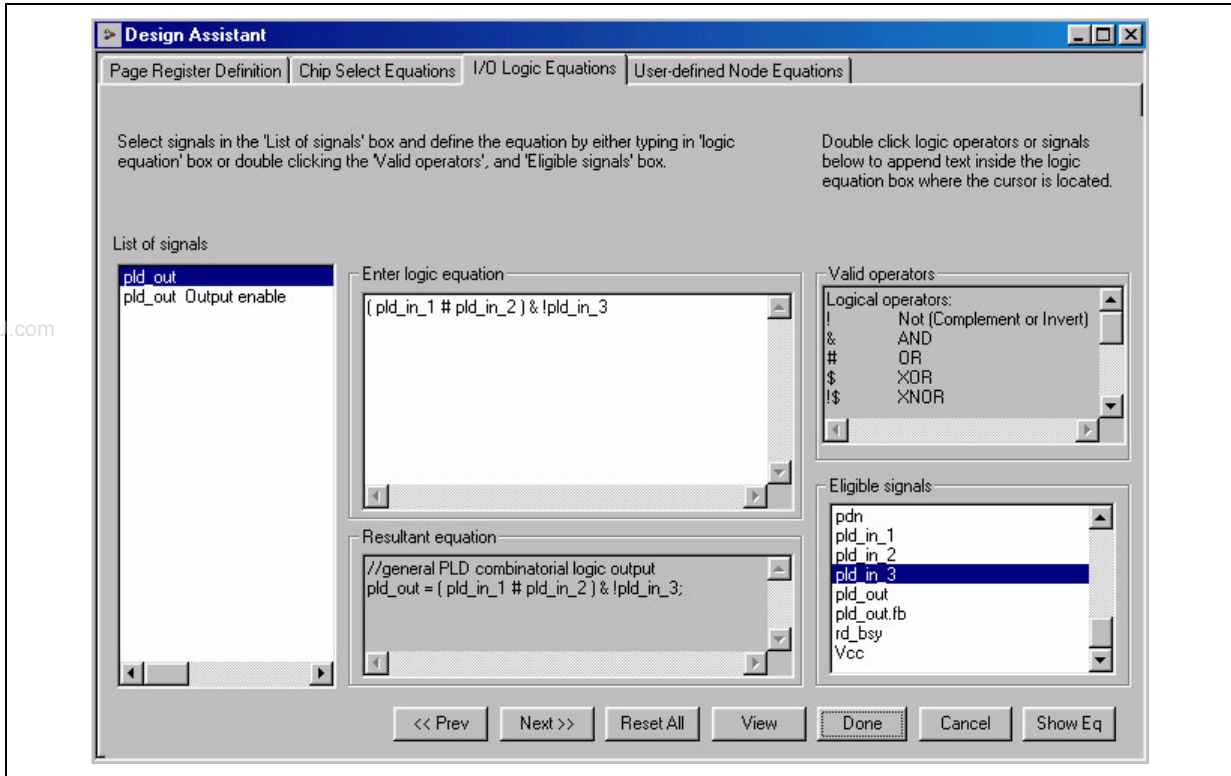 Design Assistant
Page Register Definition
Chip Select Equations
I/O Logic Equations
User-defined Node Equations
Select signals in the 'List of signals' box and define the equation by either typing in 'logic
equation' box or double clicking the 'Valid operators', and 'Eligible signals' box.
Double click logic operators or signals
below to append text inside the logic
equation box where the cursor is located.
List of signals
pld_out
pld_out Output enable
Enter logic equation
( pld_in_1 # pld_in_2 ) & !pld_in_3
Resultant equation
//general PLD combinatorial logic output
pld_out = ( pld_in_1 # pld_in_2 ) & !pld_in_3;
Valid operators
Logical operators:
! Not (Complement or Invert)
& AND
# OR
$ XOR
!$ XNOR
Eligible signals
pdn
pld_in_1
pld_in_2
pld_in_3
pld_out
pld_out.fb
rd_bsy
Vcc
<< Prev
Next >>
Reset All
View
Done
Cancel
Show Eq
.com